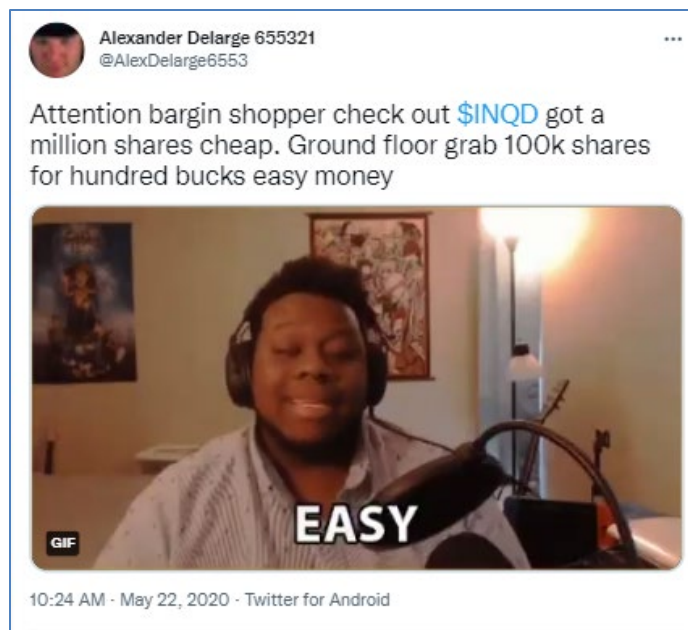 Alexander Delarge 655321
@AlexDelarge6553
Attention bargin shopper check out $INQD got a
million shares cheap. Ground floor grab 100k shares
for hundred bucks easy money
EASY
GIF
10:24 AM · May 22, 2020 · Twitter for Android